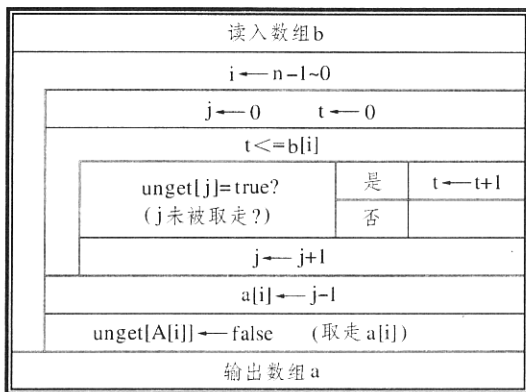 读入数组b
i ← n-1~0
j ← 0 t ← 0
t<=b[i]
unget[j]=true?
(j未被取走?)
是
t ← t+1
否
j ← j+1
a[i] ← j-1
unget[A[i]] ← false (取走a[i])
输出数组a